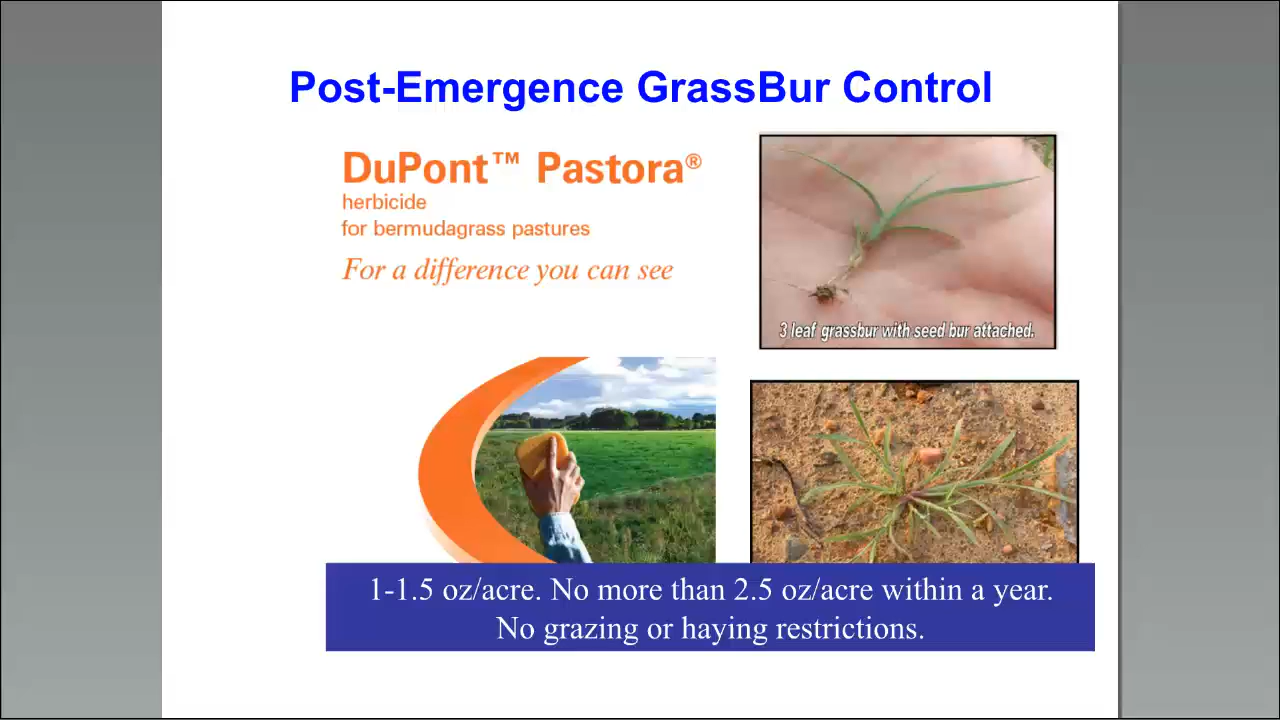 Post-Emergence GrassBur Control
DuPont™ Pastora®
herbicide
for bermudagrass pastures
For a difference you can see
3 leaf grassbur with seed bur attached.
1-1.5 oz/acre. No more than 2.5 oz/acre within a year.
No grazing or haying restrictions.